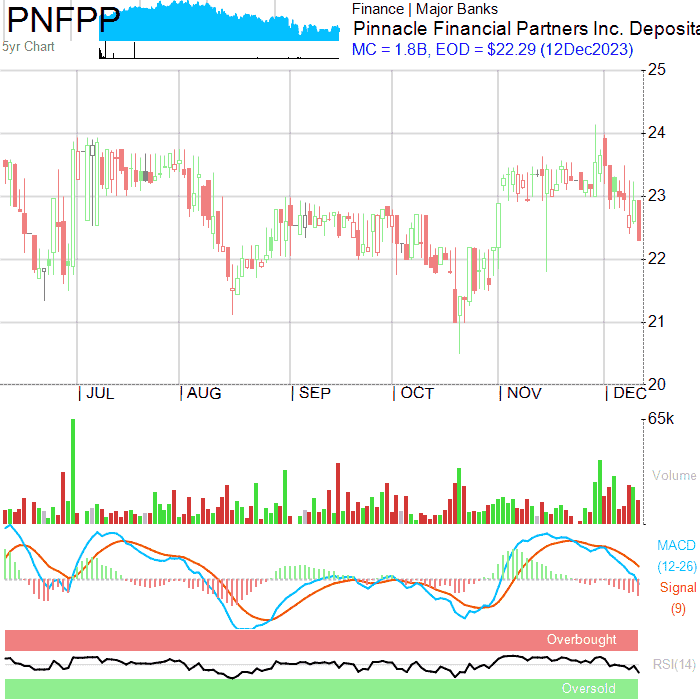 PNFPP
5yr Chart
Finance | Major Banks
Pinnacle Financial Partners Inc. Deposita
MC = 1.8B, EOD = $22.29 (12Dec2023)
25
24
23
22
21
20
| JUL | AUG | SEP | OCT | NOV | DEC
65k
Volume
MACD
(12-26)
Signal
(9)
Overbought
RSI(14)
Oversold